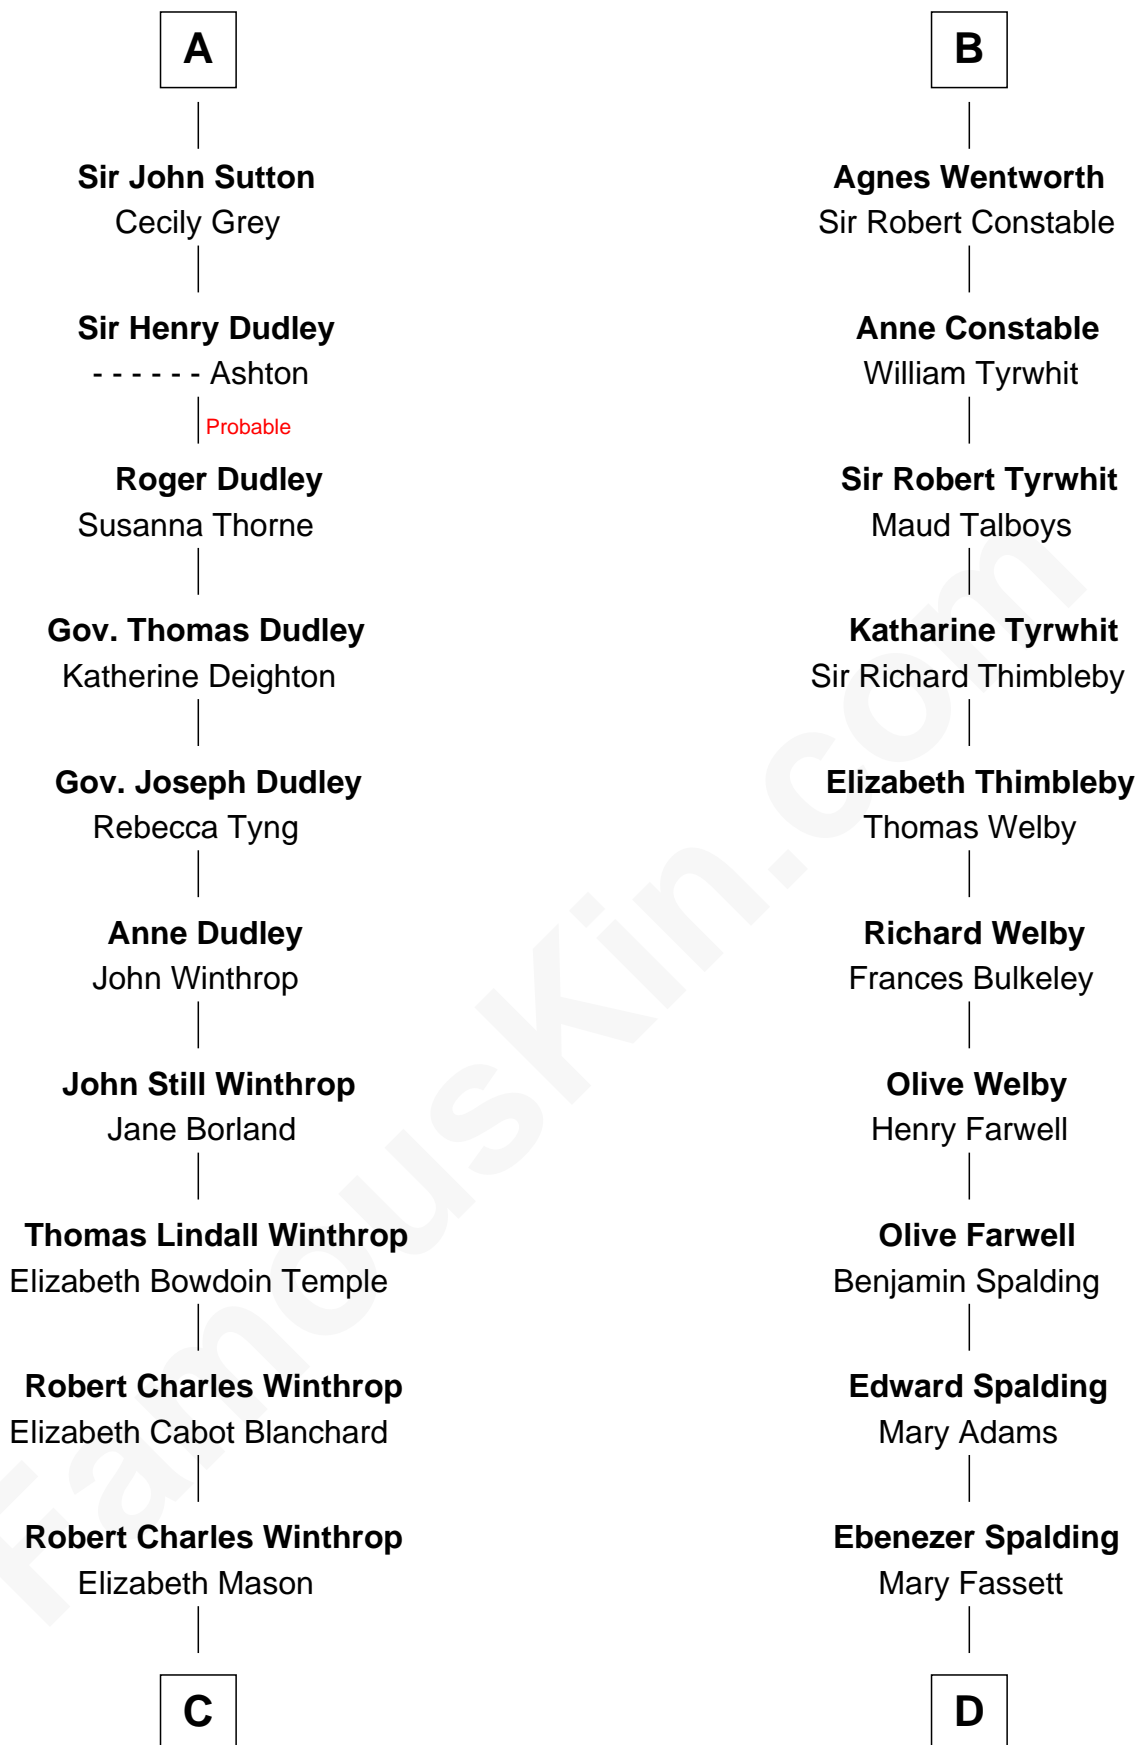 A
Sir John Sutton
Cecily Grey
Sir Henry Dudley
- - - - - - Ashton
Probable
Roger Dudley
Susanna Thorne
Gov. Thomas Dudley
Katherine Deighton
Gov. Joseph Dudley
Rebecca Tyng
Anne Dudley
John Winthrop
John Still Winthrop
Jane Borland
Thomas Lindall Winthrop
Elizabeth Bowdoin Temple
Robert Charles Winthrop
Elizabeth Cabot Blanchard
Robert Charles Winthrop
Elizabeth Mason
C
B
Agnes Wentworth
Sir Robert Constable
Anne Constable
William Tyrwhit
Sir Robert Tyrwhit
Maud Talboys
Katharine Tyrwhit
Sir Richard Thimbleby
Elizabeth Thimbleby
Thomas Welby
Richard Welby
Frances Bulkeley
Olive Welby
Henry Farwell
Olive Farwell
Benjamin Spalding
Edward Spalding
Mary Adams
Ebenezer Spalding
Mary Fassett
D
FamousKin.com